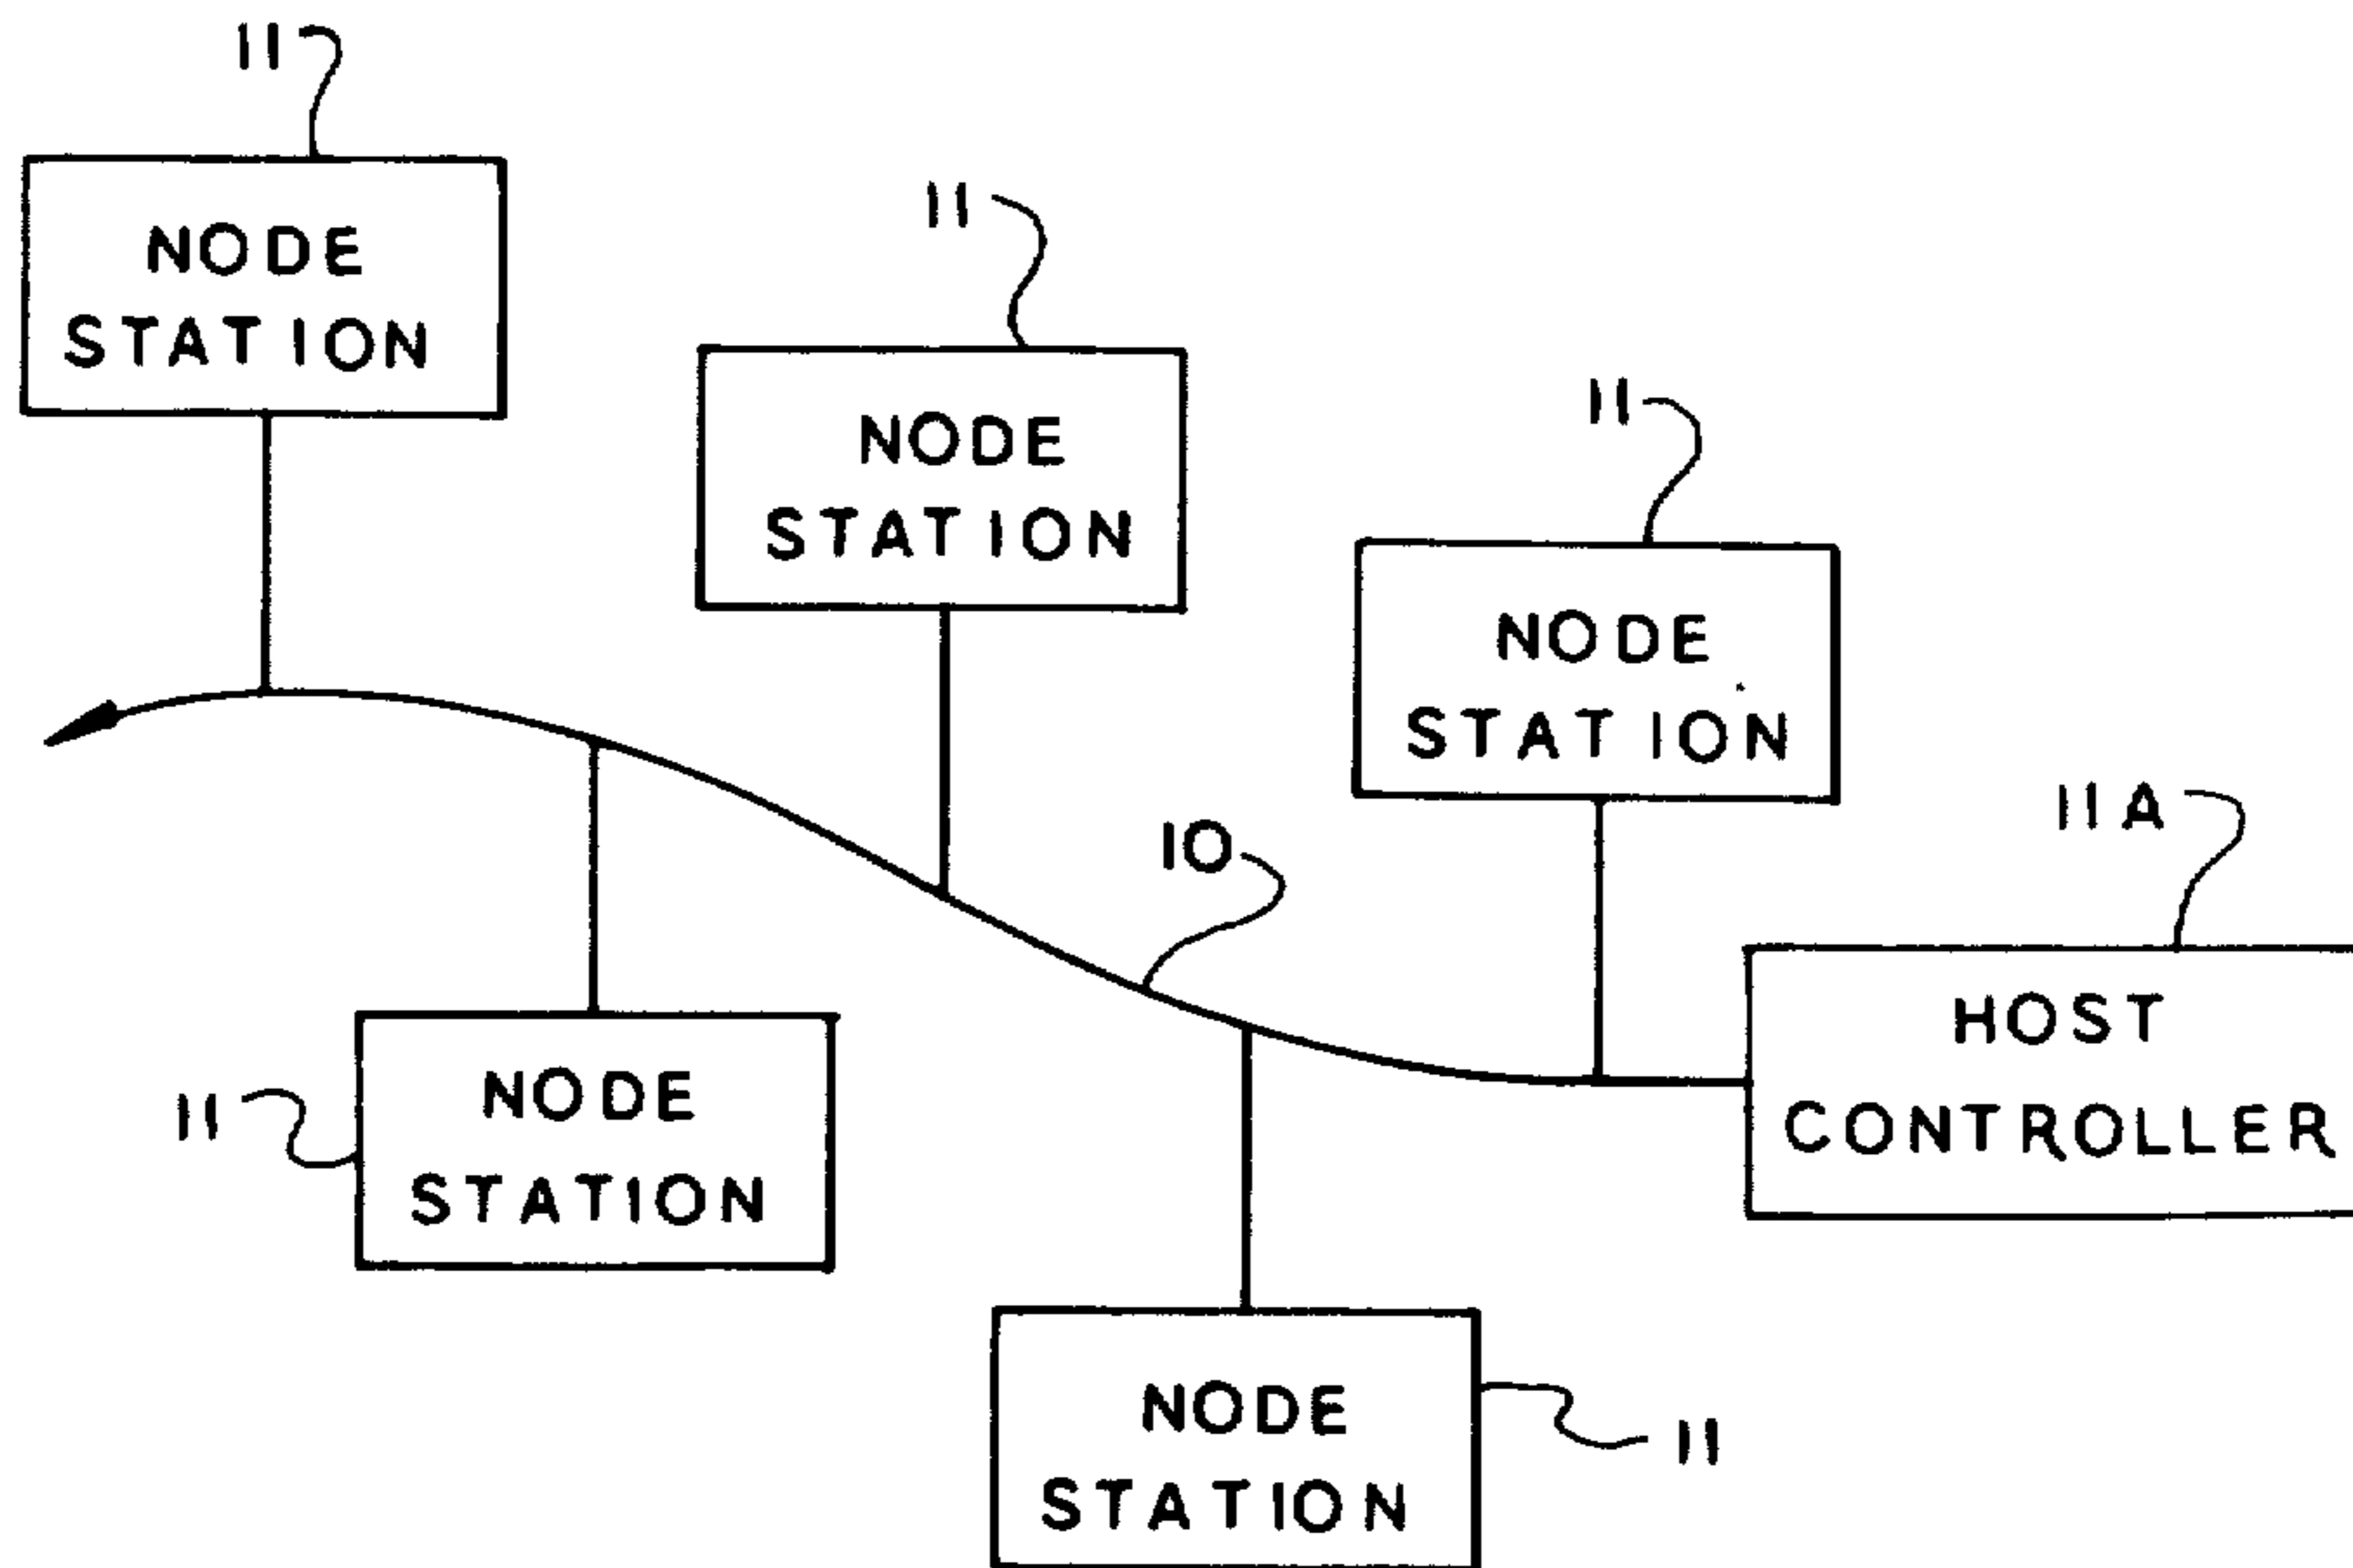 11
NODE
STATION
11
NODE
STATION
11
NODE
STATION
11A
10
HOST
CONTROLLER
11
NODE
STATION
NODE
STATION
11